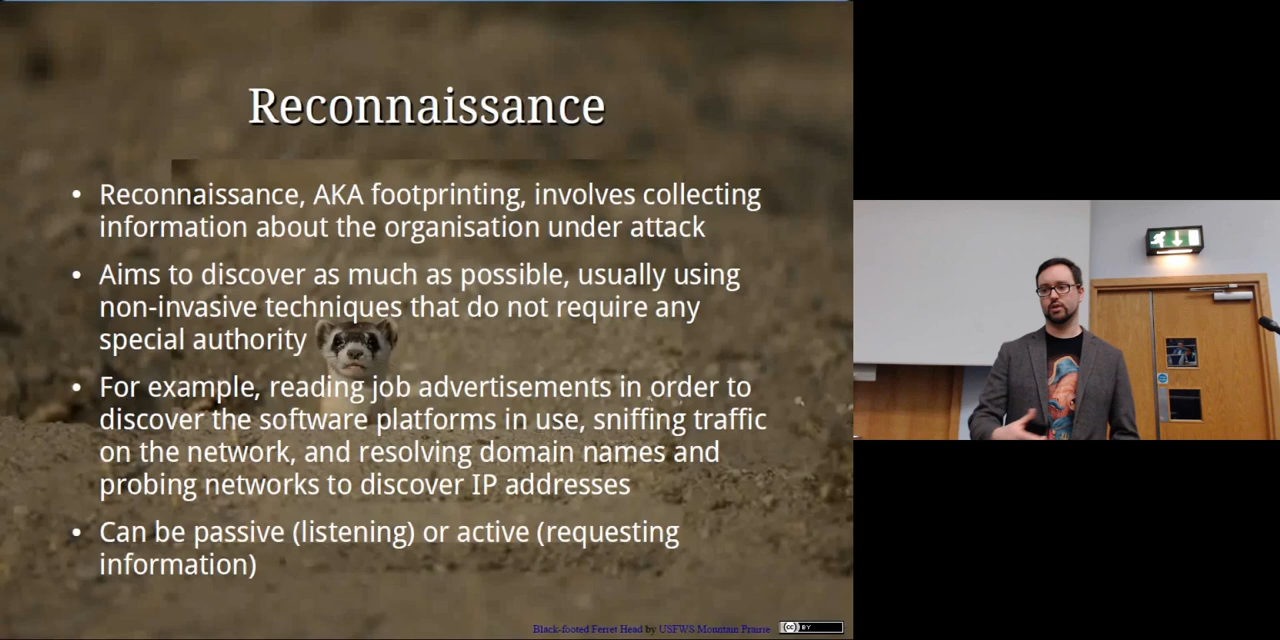 Reconnaissance
• Reconnaissance, AKA footprinting, involves collecting
information about the organisation under attack
• Aims to discover as much as possible, usually using
non-invasive techniques that do not require any
special authority
• For example, reading job advertisements in order to
discover the software platforms in use, sniffing traffic
on the network, and resolving domain names and
probing networks to discover IP addresses
• Can be passive (listening) or active (requesting
information)
Black-footed Ferret Head by USFWS Mountain Prairie
(cc) BY